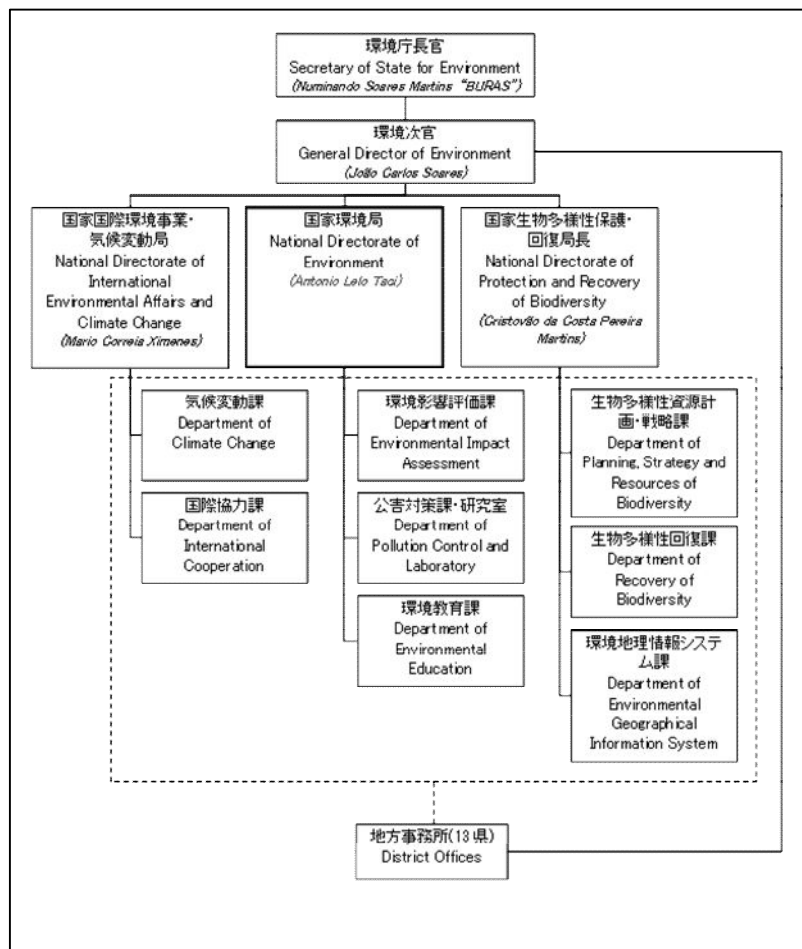 環境庁長官
Secretary of State for Environment
(Numinando Soares Martins “BURAS”)
環境次官
General Director of Environment
(João Carlos Soares)
国家国際環境事業・
気候変動局
National Directorate of
International
Environmental Affairs and
Climate Change
(Mario Correia Ximenes)
国家環境局
National Directorate of
Environment
(Antonio Lelo Taci)
国家生物多様性保護・
回復局長
National Directorate of
Protection and Recovery
of Biodiversity
(Cristovão da Costa Pereira
Martins)
気候変動課
Department of
Climate Change
国際協力課
Department of
International
Cooperation
環境影響評価課
Department of
Environmental Impact
Assessment
公害対策課・研究室
Department of
Pollution Control and
Laboratory
環境教育課
Department of
Environmental
Education
生物多様性資源計
画・戦略課
Department of
Planning, Strategy and
Resources of
Biodiversity
生物多様性回復課
Department of
Recovery of
Biodiversity
環境地理情報システ
ム課
Department of
Environmental
Geographical
Information System
地方事務所(13県)
District Offices